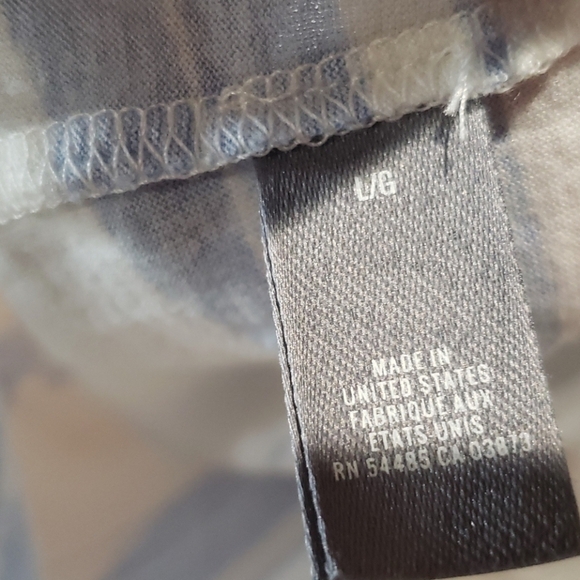 L/G
MADE IN
UNITED STATES
FABRIQUE AUX
ETATS-UNIS
RN 54485 CA 03873